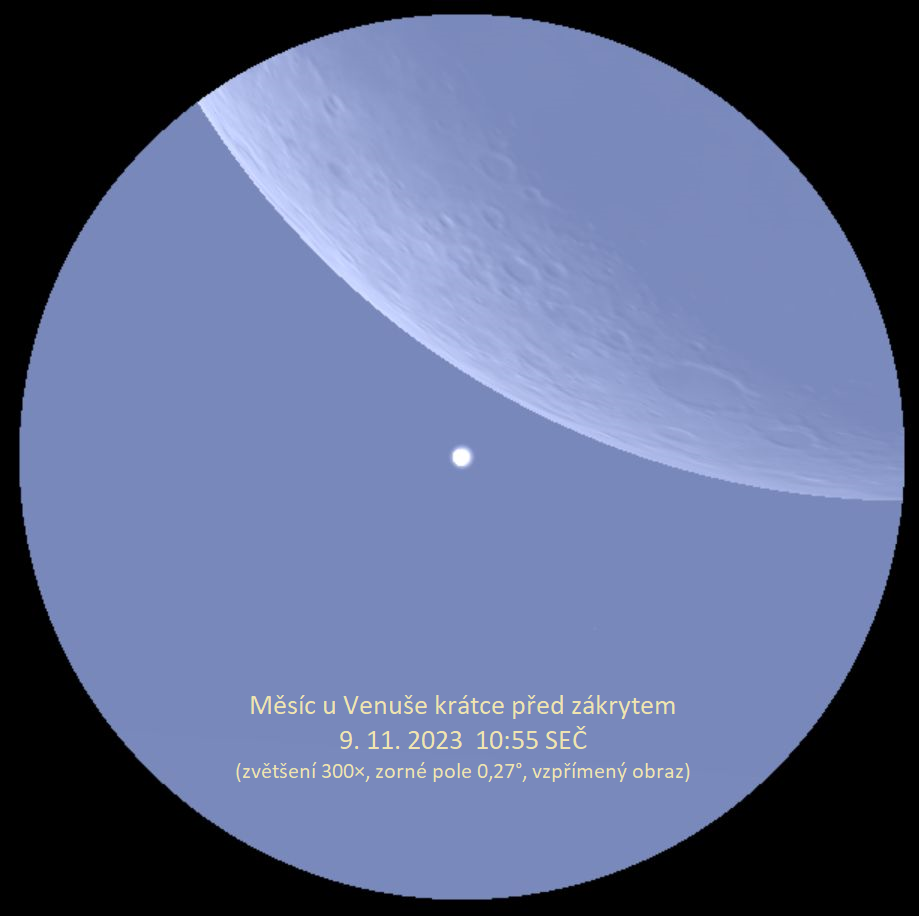 Měsíc u Venuše krátce před zákrytem
9. 11. 2023 10:55 SEČ
(zvětšení 300×, zorné pole 0,27°, vzpřímený obraz)